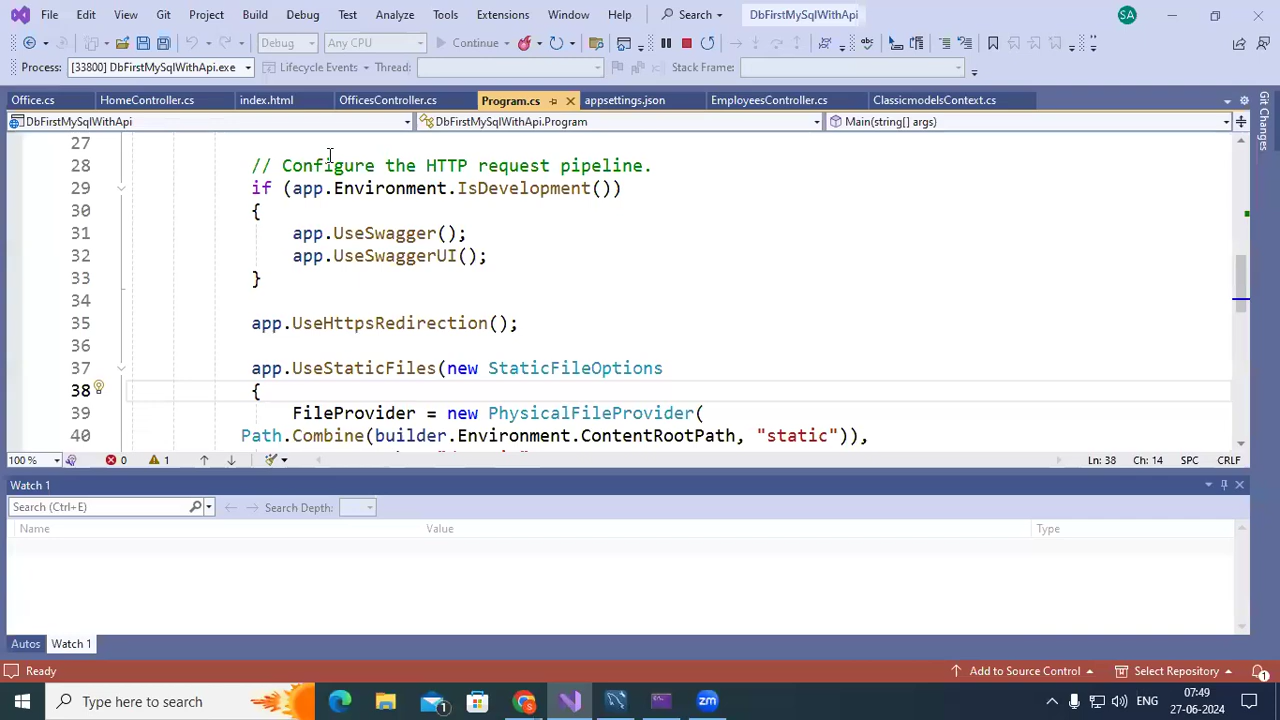 File Edit View Git Project Build Debug Test Analyze Tools Extensions Window Help Search DbFirstMySqlWithApi SA
Debug Any CPU Continue
Process: [33800] DbFirstMySqlWithApi.exe Lifecycle Events Thread: Stack Frame:
Office.cs HomeController.cs index.html OfficesController.cs Program.cs appsettings.json EmployeesController.cs ClassicmodelsContext.cs
DbFirstMySqlWithApi DbFirstMySqlWithApi.Program Main(string[] args)
Git Changes
27
28 // Configure the HTTP request pipeline.
29 if (app.Environment.IsDevelopment())
30 {
31 app.UseSwagger();
32 app.UseSwaggerUI();
33 }
34
35 app.UseHttpsRedirection();
36
37 app.UseStaticFiles(new StaticFileOptions
38 {
39 FileProvider = new PhysicalFileProvider(
40 Path.Combine(builder.Environment.ContentRootPath, "static")),
100 % 0 1 Ln: 38 Ch: 14 SPC CRLF
Watch 1
Search (Ctrl+E) Search Depth:
Name Value Type
Autos Watch 1
Ready Add to Source Control Select Repository 1
Type here to search ENG 07:49
27-06-2024